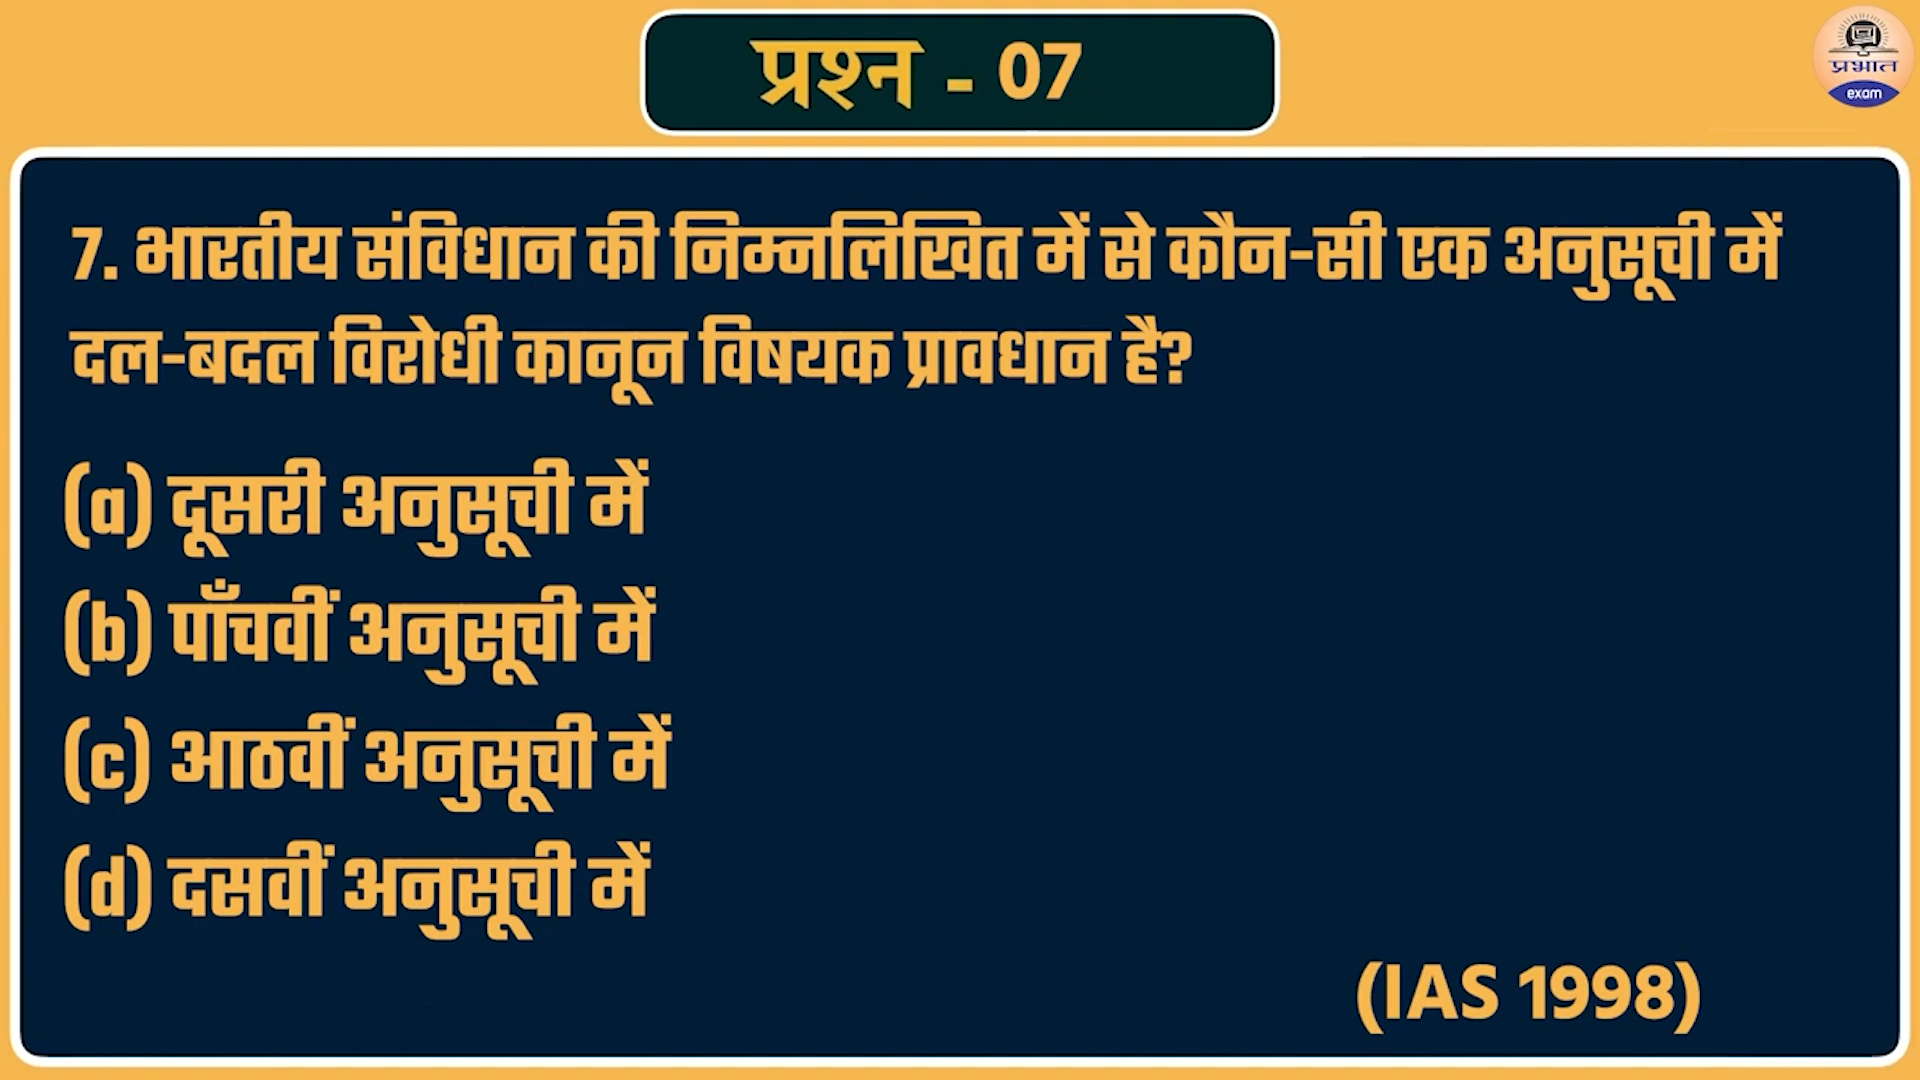 प्रश्न - 07
प्रभात
exam
7. भारतीय संविधान की निम्नलिखित में से कौन-सी एक अनुसूची में
दल-बदल विरोधी कानून विषयक प्रावधान है?
(a) दूसरी अनुसूची में
(b) पाँचवीं अनुसूची में
(c) आठवीं अनुसूची में
(d) दसवीं अनुसूची में
(IAS 1998)